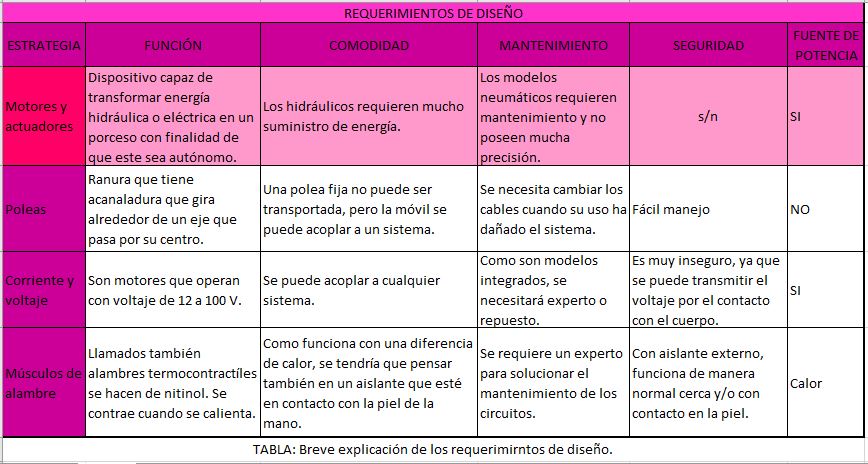 REQUERIMIENTOS DE DISEÑO
ESTRATEGIA FUNCIÓN COMODIDAD MANTENIMIENTO SEGURIDAD FUENTE DE
POTENCIA
Motores y
actuadores
Dispositivo capaz de
transformar energía
hidráulica o eléctrica en un
porceso con finalidad de
que este sea autónomo.
Los hidráulicos requieren mucho
suministro de energía.
Los modelos
neumáticos requieren
mantenimiento y no
poseen mucha
precisión.
s/n
SI
Poleas
Ranura que tiene
acanaladura que gira
alrededor de un eje que
pasa por su centro.
Una polea fija no puede ser
transportada, pero la móvil se
puede acoplar a un sistema.
Se necesita cambiar los
cables cuando su uso ha
dañado el sistema.
Fácil manejo
NO
Corriente y
voltaje
Son motores que operan
con voltaje de 12 a 100 V.
Se puede acoplar a cualquier
sistema.
Como son modelos
integrados, se
necesitará experto o
repuesto.
Es muy inseguro, ya que
se puede transmitir el
voltaje por el contacto
con el cuerpo.
SI
Músculos de
alambre
Llamados también
alambres termocontractíles
se hacen de nitinol. Se
contrae cuando se calienta.
Como funciona con una diferencia
de calor, se tendría que pensar
también en un aislante que esté
en contacto con la piel de la
mano.
Se requiere un experto
para solucionar el
mantenimiento de los
circuitos.
Con aislante externo,
funciona de manera
normal cerca y/o con
contacto en la piel.
Calor
TABLA: Breve explicación de los requerimirntos de diseño.